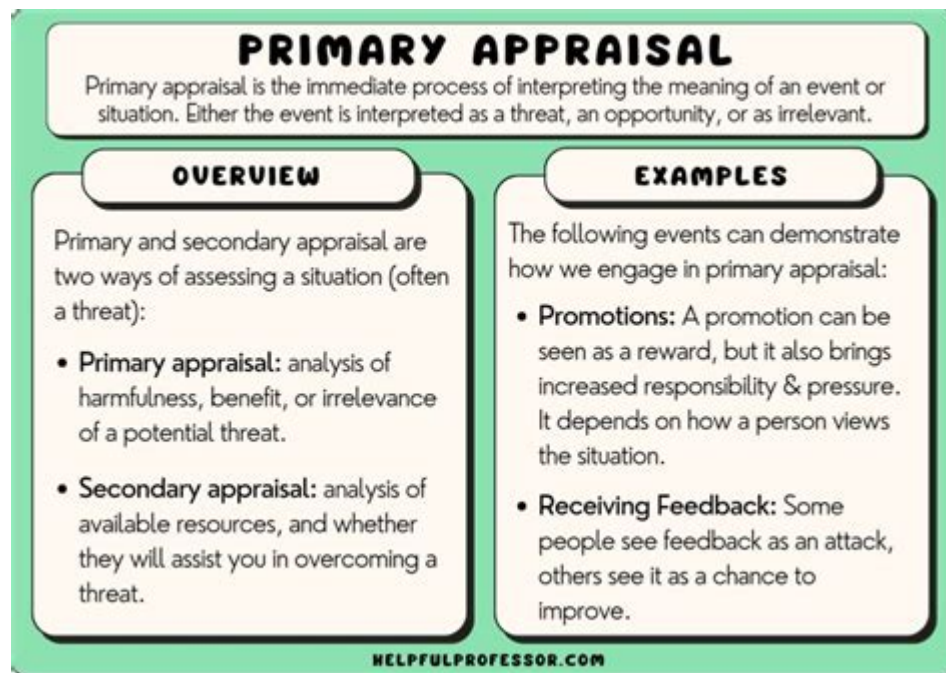 PRIMARY APPRAISAL
Primary appraisal is the immediate process of interpreting the meaning of an event or
situation. Either the event is interpreted as a threat, an opportunity, or as irrelevant.
OVERVIEW
Primary and secondary appraisal are
two ways of assessing a situation (often
a threat):
• Primary appraisal: analysis of
harmfulness, benefit, or irrelevance
of a potential threat.
• Secondary appraisal: analysis of
available resources, and whether
they will assist you in overcoming a
threat.
EXAMPLES
The following events can demonstrate
how we engage in primary appraisal:
• Promotions: A promotion can be
seen as a reward, but it also brings
increased responsibility & pressure.
It depends on how a person views
the situation.
• Receiving Feedback: Some
people see feedback as an attack,
others see it as a chance to
improve.
HELPFULPROFESSOR.COM